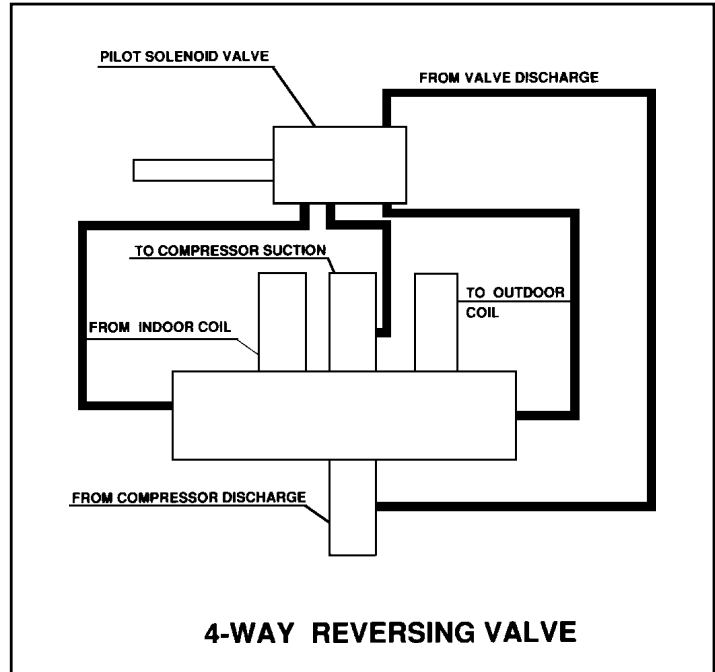 PILOT SOLENOID VALVE
FROM VALVE DISCHARGE
TO COMPRESSOR SUCTION
TO OUTDOOR
COIL
FROM INDOOR COIL
FROM COMPRESSOR DISCHARGE
4-WAY REVERSING VALVE